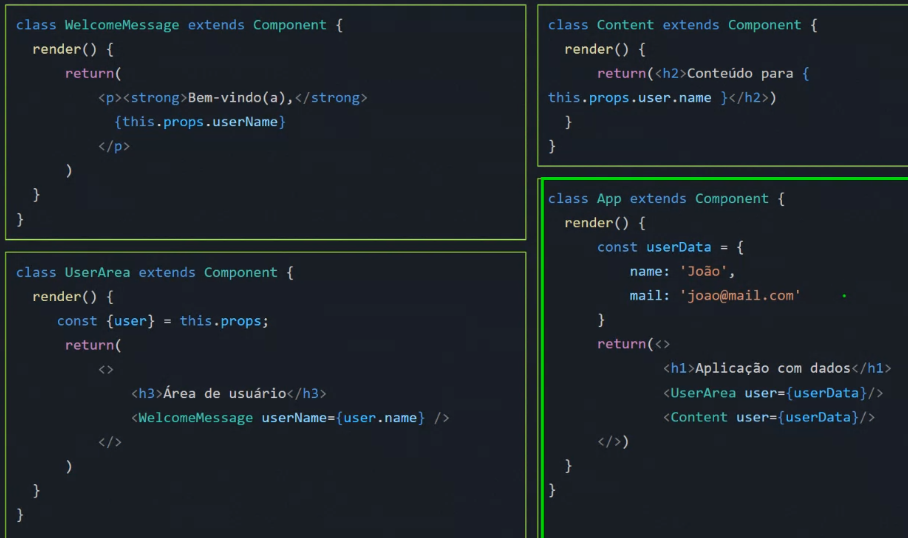 class WelcomeMessage extends Component {
render() {
return(
<p><strong>Bem-vindo(a),</strong>
{this.props.userName}
</p>
)
}
}
class UserArea extends Component {
render() {
const {user} = this.props;
return(
<>
<h3>Área de usuário</h3>
<WelcomeMessage userName={user.name} />
</>
)
}
}
class Content extends Component {
render() {
return(<h2>Conteúdo para {
this.props.user.name }</h2>)
}
}
class App extends Component {
render() {
const userData = {
name: 'João',
mail: 'joao@mail.com'
}
return(<>
<h1>Aplicação com dados</h1>
<UserArea user={userData}/>
<Content user={userData}/>
</>)
}
}